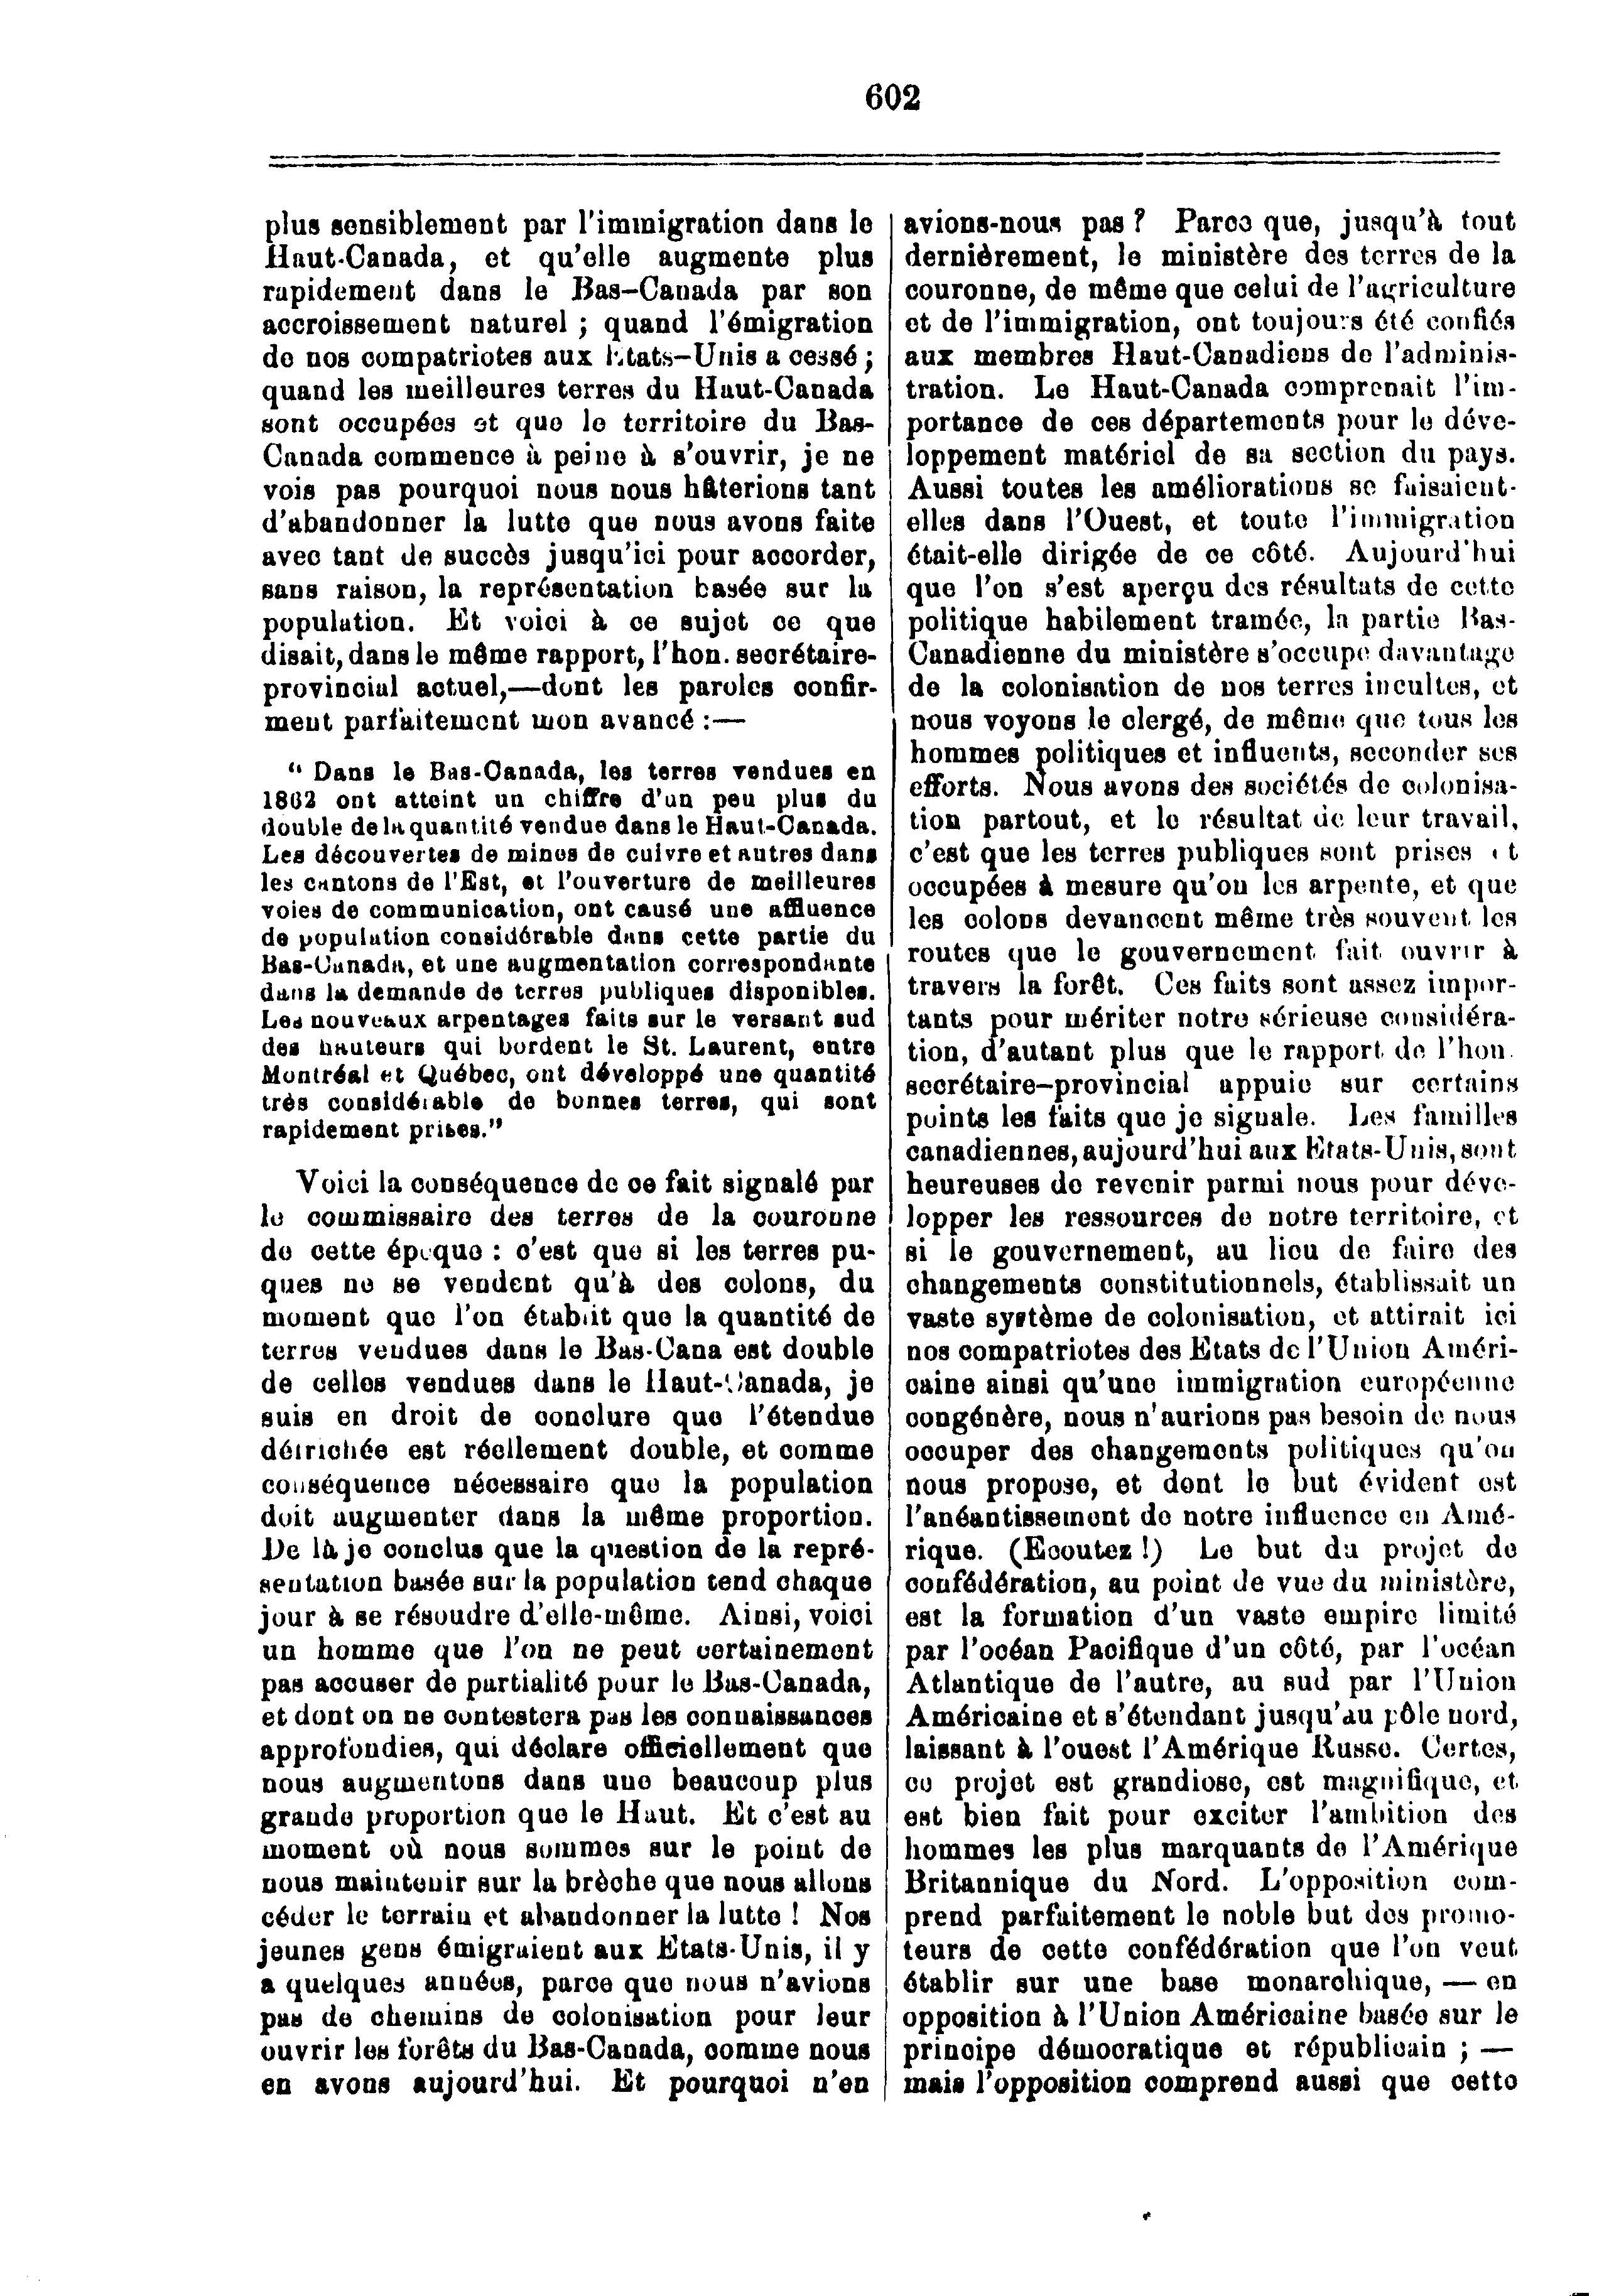 602
plus sensiblement par l'immigration dans le
Haut-Canada, et qu'elle augmente plus
rapidement dans le Bas-Canada par son
accroissement naturel ; quand l'émigration
de nos compatriotes aux Etats-Unis a cessé ;
quand les meilleures terres du Haut-Canada
sont occupées et que le territoire du Bas-
Canada commence à peine à s'ouvrir, je ne
vois pas pourquoi nous nous hâterions tant
d'abandonner la lutte que nous avons faite
avec tant de succès jusqu'ici pour accorder,
sans raison, la représentation basée sur la
population. Et voici à ce sujet ce que
disait, dans le même rapport, l'hon. secrétaire-
provincial actuel,—dont les paroles confir-
ment parfaitement mon avancé :—
“ Dans le Bas-Canada, les terres vendues en
1862 ont atteint un chiffre d'un peu plus du
double de la quantité vendue dans le Haut-Canada.
Les découvertes de mines de cuivre et autres dans
les cantons de l'Est, et l'ouverture de meilleures
voies de communication, ont causé une affluence
de population considérable dans cette partie du
Bas-Canada, et une augmentation correspondante
dans la demande de terres publiques disponibles.
Les nouveaux arpentages faits sur le versant sud
des hauteurs qui bordent le St. Laurent, entre
Montréal et Québec, ont développé une quantité
très considérable de bonnes terres, qui sont
rapidement prises.”
Voici la conséquence de ce fait signalé par
le commissaire des terres de la couronne
de cette époque : c'est que si les terres pu-
ques ne se vendent qu'à des colons, du
moment que l'on établit que la quantité de
terres vendues dans le Bas-Cana est double
de celles vendues dans le Haut-Canada, je
suis en droit de conclure que l'étendue
défrichée est réellement double, et comme
conséquence nécessaire que la population
doit augmenter dans la même proportion.
De là je conclus que la question de la repré-
sentation basée sur la population tend chaque
jour à se résoudre d'elle-même. Ainsi, voici
un homme que l'on ne peut certainement
pas accuser de partialité pour le Bas-Canada,
et dont on ne contestera pas les connaissances
approfondies, qui déclare officiellement que
nous augmentons dans une beaucoup plus
grande proportion que le Haut. Et c'est au
moment où nous sommes sur le point de
nous maintenir sur la brèche que nous allons
céder le terrain et abandonner la lutte ! Nos
jeunes gens émigraient aux Etats-Unis, il y
a quelques années, parce que nous n'avions
pas de chemins de colonisation pour leur
ouvrir les forêts du Bas-Canada, comme nous
en avons aujourd'hui. Et pourquoi n'en
avions-nous pas ? Parce que, jusqu'à tout
dernièrement, le ministère des terres de la
couronne, de même que celui de l'agriculture
et de l'immigration, ont toujours été confiés
aux membres Haut-Canadiens de l'adminis-
tration. Le Haut-Canada comprenait l'im-
portance de ces départements pour le déve-
loppement matériel de sa section du pays.
Aussi toutes les améliorations se faisaient-
elles dans l'Ouest, et toute l'immigration
était-elle dirigée de ce côté. Aujourd'hui
que l'on s'est aperçu des résultats de cette
politique habilement tramée, la partie Bas-
Canadienne du ministère s'occupe davantage
de la colonisation de nos terres incultes, et
nous voyons le clergé, de même que tous les
hommes politiques et influents, seconder ses
efforts. Nous avons des sociétés de colonisa-
tion partout, et le résultat de leur travail,
c'est que les terres publiques sont prises et
occupées à mesure qu'on les arpente, et que
les colons devancent même très souvent les
routes que le gouvernement fait ouvrir à
travers la forêt. Ces faits sont assez impor-
tants pour mériter notre sérieuse considéra-
tion, d'autant plus que le rapport de l'hon.
secrétaire-provincial appuie sur certains
points les faits que je signale. Les familles
canadiennes, aujourd'hui aux Etats-Unis, sont
heureuses de revenir parmi nous pour déve-
lopper les ressources de notre territoire, et
si le gouvernement, au lieu de faire des
changements constitutionnels, établissait un
vaste système de colonisation, et attirait ici
nos compatriotes des Etats de l'Union Améri-
caine ainsi qu'une immigration européenne
congénère, nous n'aurions pas besoin de nous
occuper des changements politiques qu'on
nous propose, et dont le but évident est
l'anéantissement de notre influence en Amé-
rique. (Ecoutez !) Le but du projet de
confédération, au point de vue du ministère,
est la formation d'un vaste empire limité
par l'océan Pacifique d'un côté, par l'océan
Atlantique de l'autre, au sud par l'Union
Américaine et s'étendant jusqu'au pôle nord,
laissant à l'ouest l'Amérique Russe. Certes,
ce projet est grandiose, est magnifique, et
est bien fait pour exciter l'ambition des
hommes les plus marquants de l'Amérique
Britannique du Nord. L'opposition com-
prend parfaitement le noble but des promo-
teurs de cette confédération que l'on veut
établir sur une base monarchique, — en
opposition à l'Union Américaine basée sur le
principe démocratique et républicain ; —
mais l'opposition comprend aussi que cette